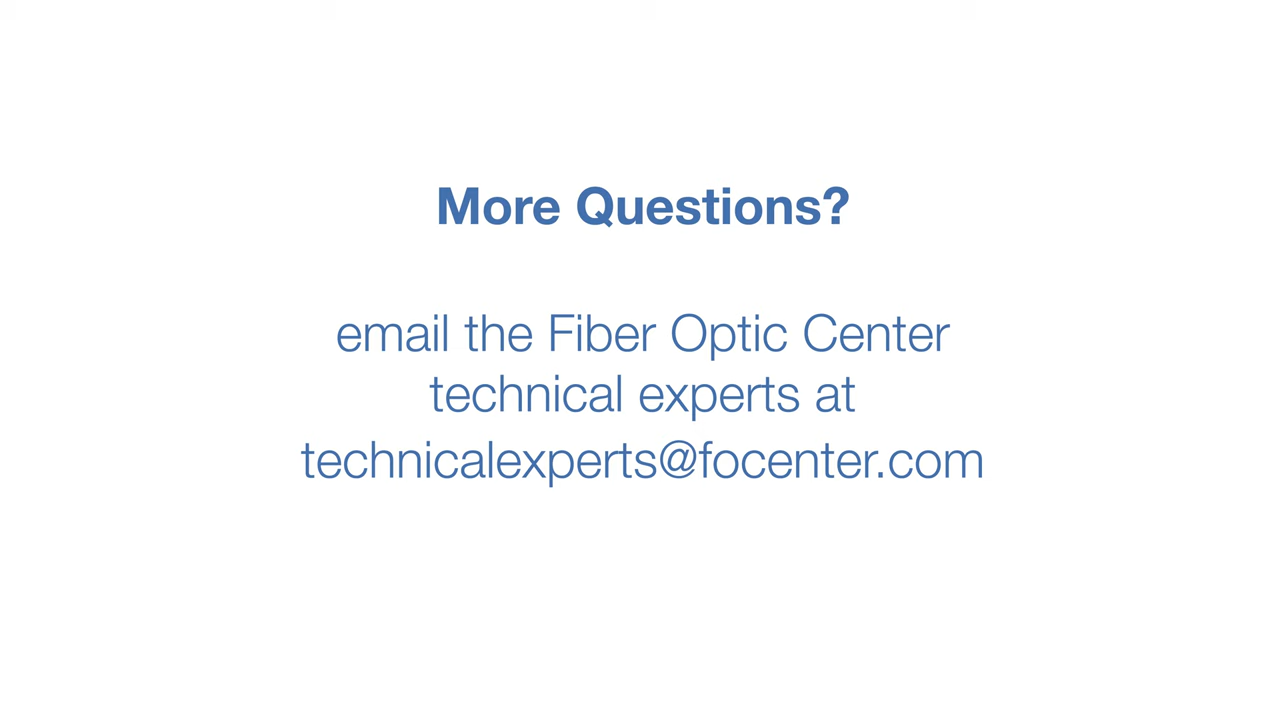 More Questions?
email the Fiber Optic Center
technical experts at
technicalexperts@focenter.com